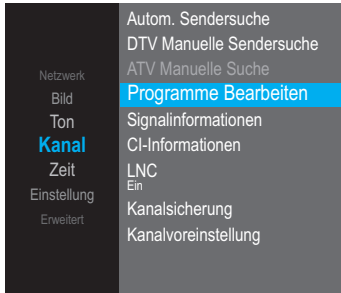 Netzwerk
Bild
Ton
Kanal
Zeit
Einstellung
Erweitert
Autom. Sendersuche
DTV Manuelle Sendersuche
ATV Manuelle Suche
Programme Bearbeiten
Signalinformationen
CI-Informationen
LNC
Ein
Kanalsicherung
Kanalvoreinstellung